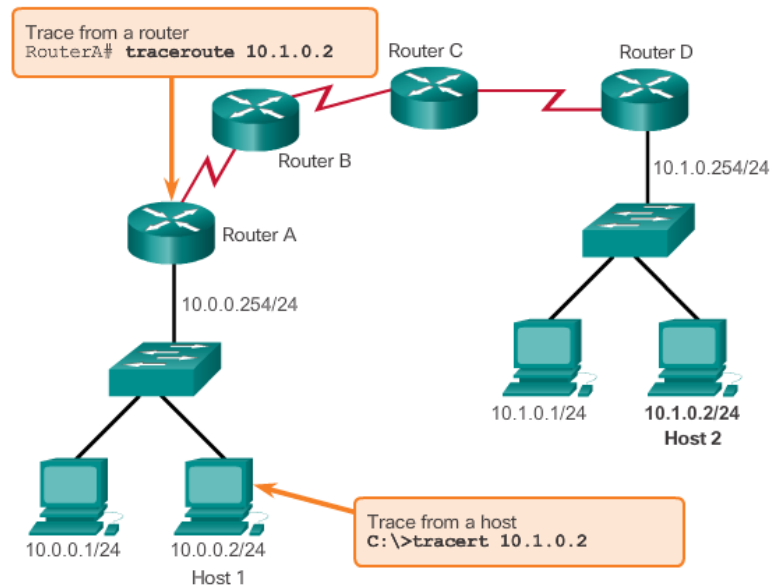 Trace from a router
RouterA# traceroute 10.1.0.2
Router C
Router D
Router B
10.1.0.254/24
Router A
10.0.0.254/24
10.1.0.1/24
10.1.0.2/24
Host 2
Trace from a host
C:\>tracert 10.1.0.2
10.0.0.1/24
10.0.0.2/24
Host 1